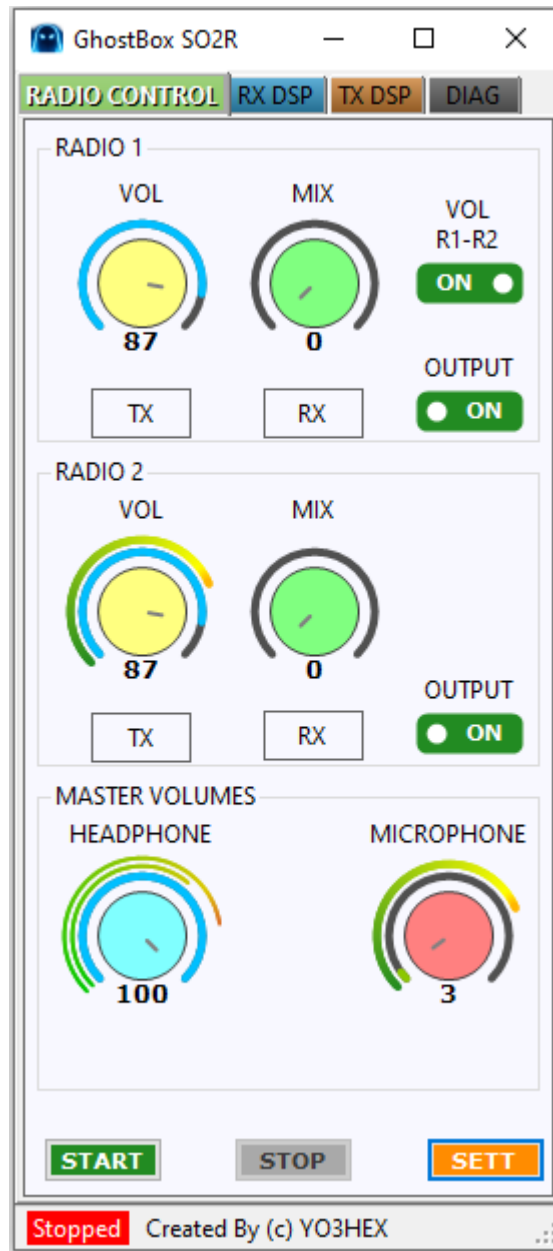 GhostBox SO2R
RADIO CONTROL RX DSP TX DSP DIAG
RADIO 1
VOL MIX VOL
R1-R2
ON
87 0
OUTPUT
TX RX ON
RADIO 2
VOL MIX
87 0
OUTPUT
TX RX ON
MASTER VOLUMES
HEADPHONE MICROPHONE
100 3
START STOP SETT
Stopped Created By (c) YO3HEX